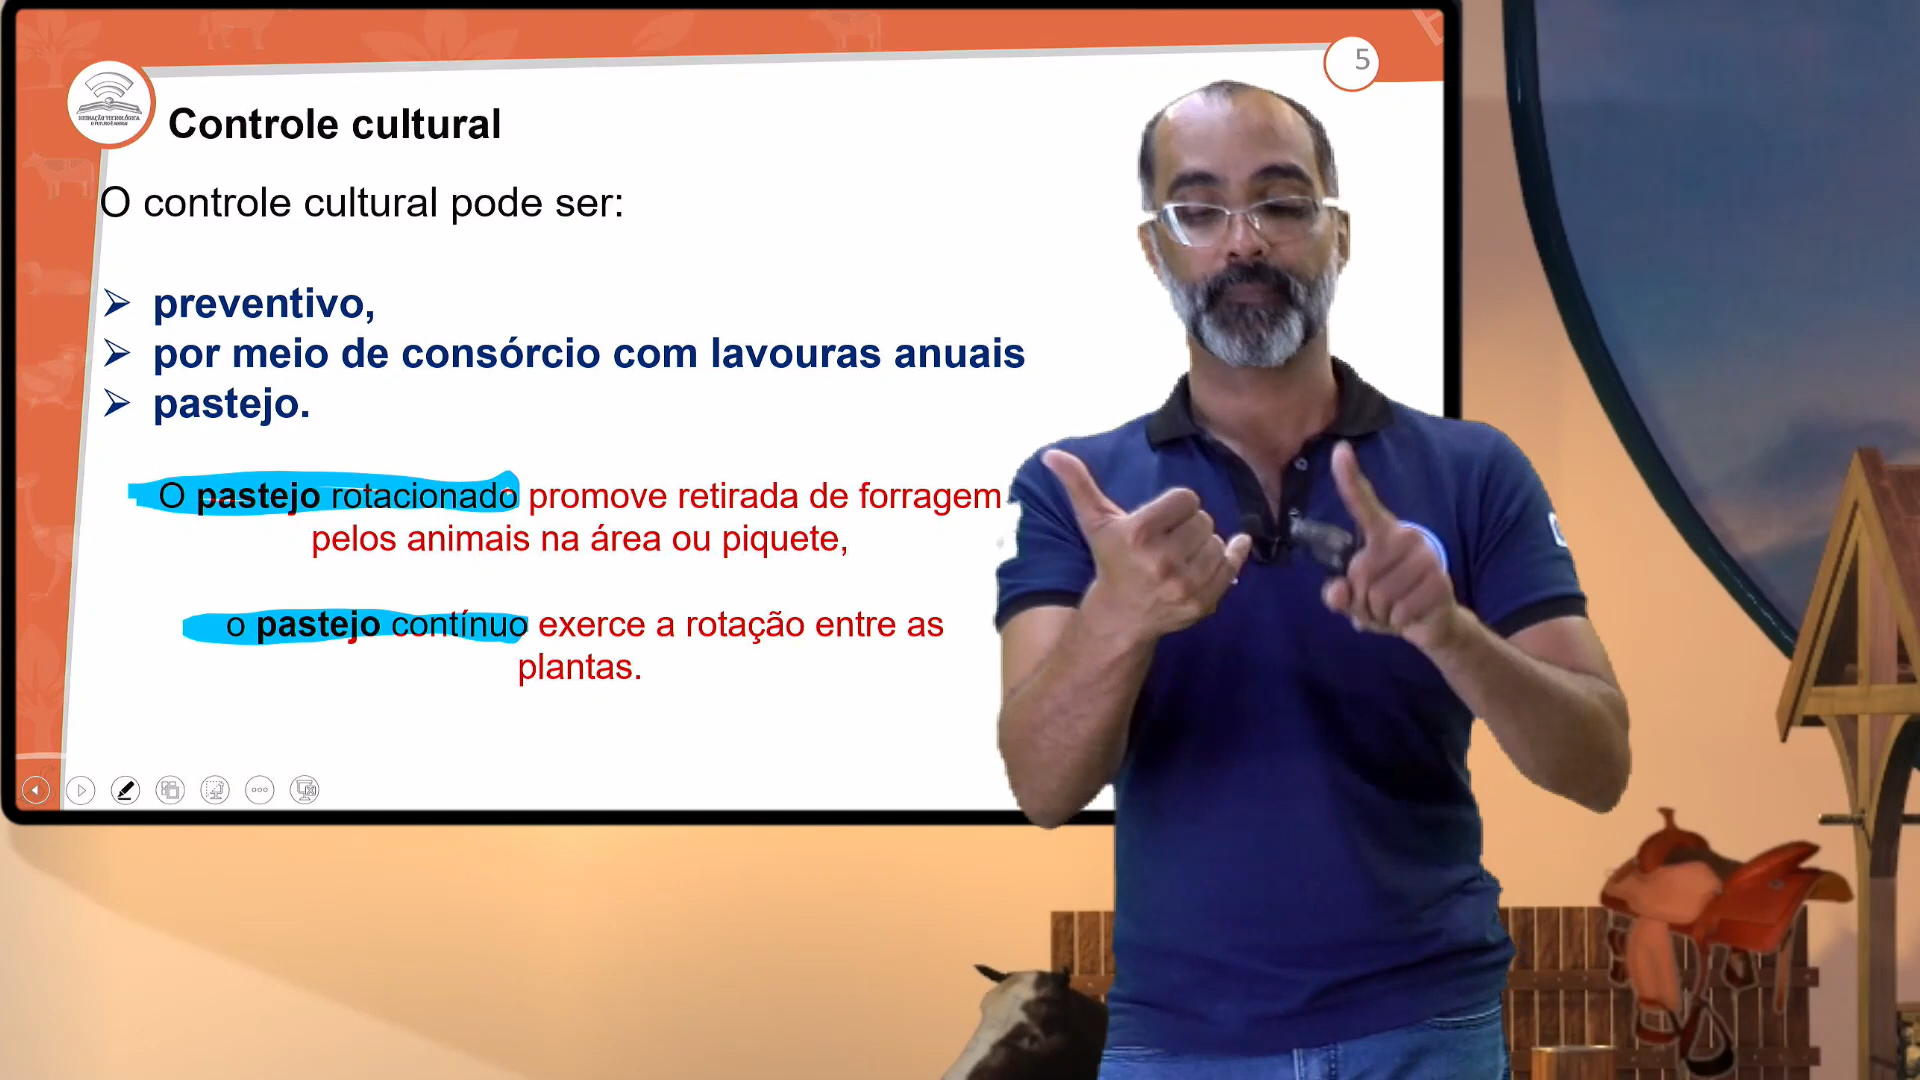 5
Controle cultural
O controle cultural pode ser:
➢ preventivo,
➢ por meio de consórcio com lavouras anuais
➢ pastejo.
O pastejo rotacionado promove retirada de forragem
pelos animais na área ou piquete,
o pastejo contínuo exerce a rotação entre as
plantas.